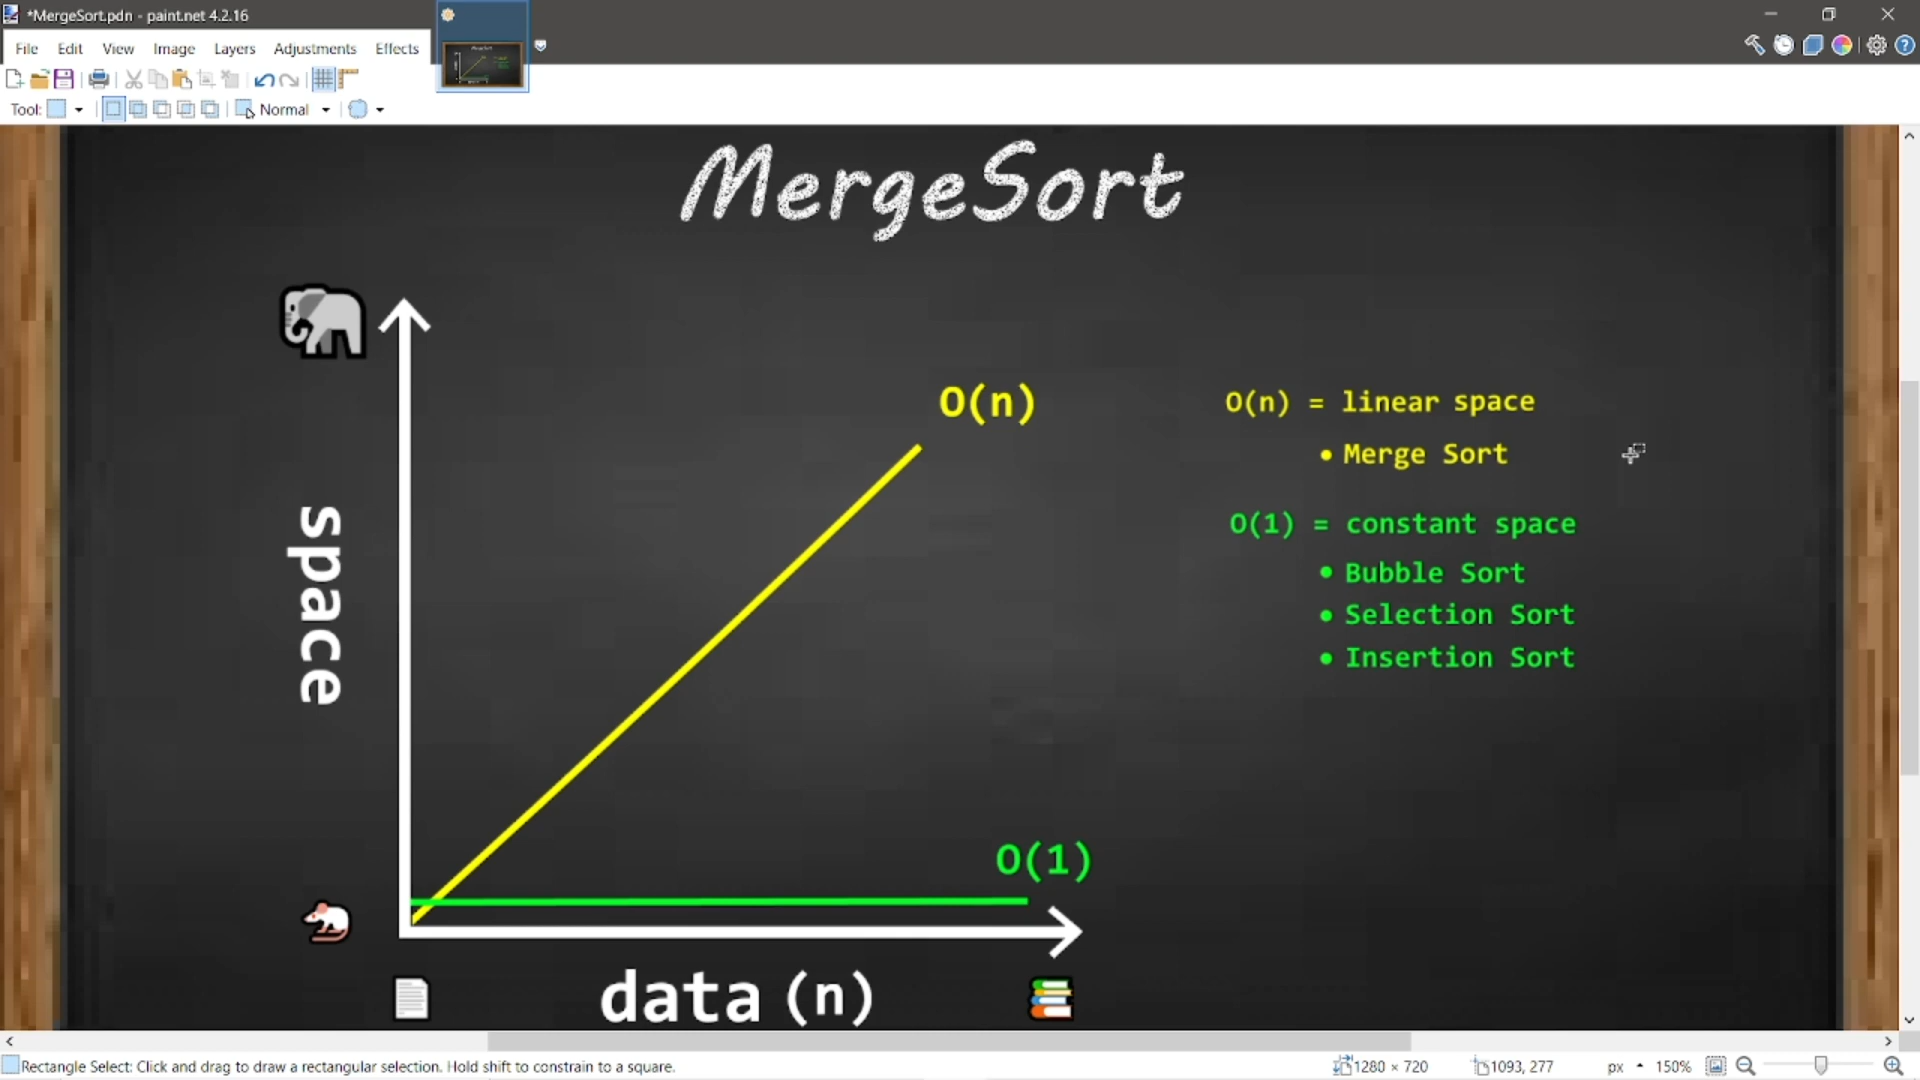 *MergeSort.pdn - paint.net 4.2.16
File Edit View Image Layers Adjustments Effects
Tool: Normal
MergeSort
O(n)
O(n) = linear space
• Merge Sort
space
O(1) = constant space
• Bubble Sort
• Selection Sort
• Insertion Sort
O(1)
data (n)
Rectangle Select: Click and drag to draw a rectangular selection. Hold shift to constrain to a square. 1280 × 720 1093, 277 px 150%